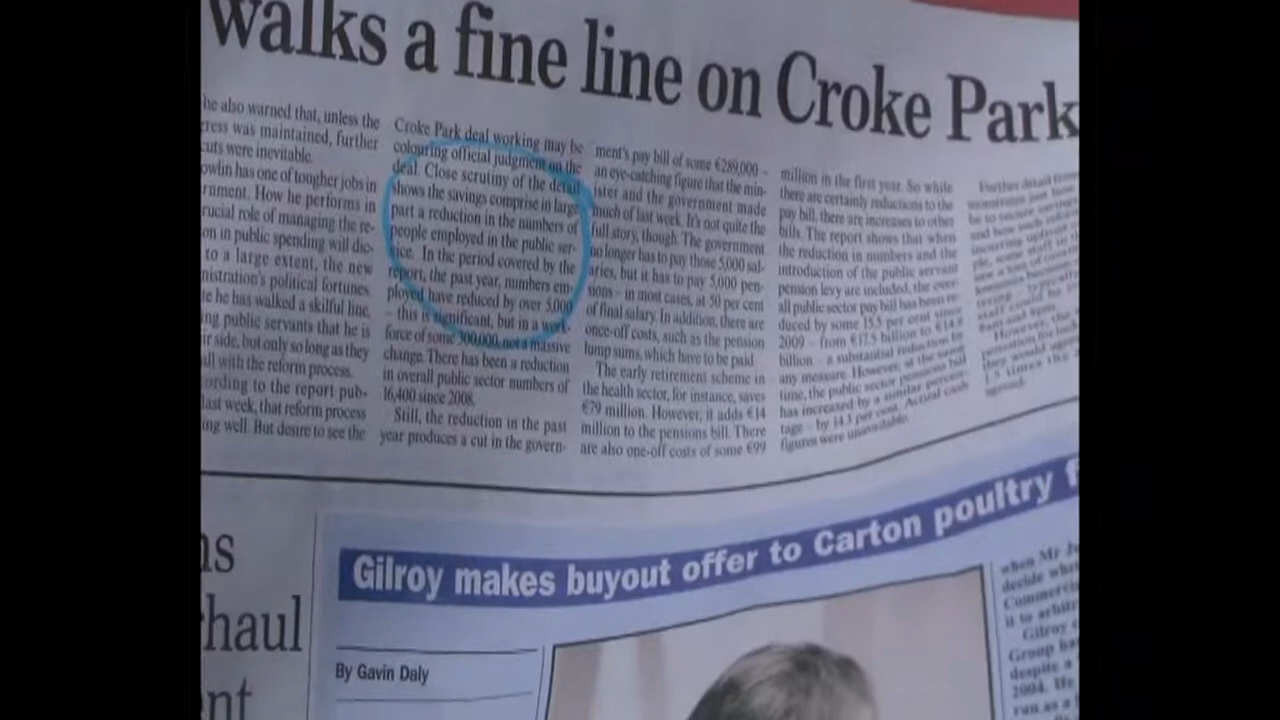 walks a fine line on Croke Park
he also warned that, unless the
gress was maintained, further
cuts were inevitable.
owlin has one of tougher jobs in
rnment. How he performs in
rucial role of managing the re-
on in public spending will dic-
to a large extent, the new
nistration's political fortunes.
te he has walked a skilful line,
ng public servants that he is
ir side, but only so long as they
all with the reform process.
ording to the report pub-
last week, that reform process
ing well. But desire to see the
Croke Park deal working may be
colouring official judgment on the
deal. Close scrutiny of the detail
shows the savings comprise in large
part a reduction in the numbers of
people employed in the public ser-
vice. In the period covered by the
report, the past year, numbers em-
ployed have reduced by over 5,000
- this is significant, but in a work-
force of some 300,000, not a massive
change. There has been a reduction
in overall public sector numbers of
16,400 since 2008.
Still, the reduction in the past
year produces a cut in the govern-
ment's pay bill of some €289,000 -
an eye-catching figure that the min-
ister and the government made
much of last week. It's not quite the
full story, though. The government
no longer has to pay those 5,000 sal-
aries, but it has to pay 5,000 pen-
sions - in most cases, at 50 per cent
of final salary. In addition, there are
once-off costs, such as the pension
lump sums, which have to be paid.
The early retirement scheme in
the health sector, for instance, saves
€79 million. However, it adds €14
million to the pensions bill. There
are also one-off costs of some €99
million in the first year. So while
there are certainly reductions to the
pay bill, there are increases to other
bills. The report shows that when
the reduction in numbers and the
introduction of the public servant
pension levy are included, the over-
all public sector pay bill has been re-
duced by some 15.5 per cent since
2009 - from €17.5 billion to
billion - a substantial reduction by
any measure. However, at the same
time, the public sector pensions bill
has increased by a similar percen-
tage - by 14.3 per cent. Actual cash
figures were unavailable.
ns
haul
nt
Gilroy makes buyout offer to Carton poultry f
By Gavin Daly
when Mr
decide whe
Commerci
it to arbitr
Gilroy
Group ha
despite a
2004. He
run as a